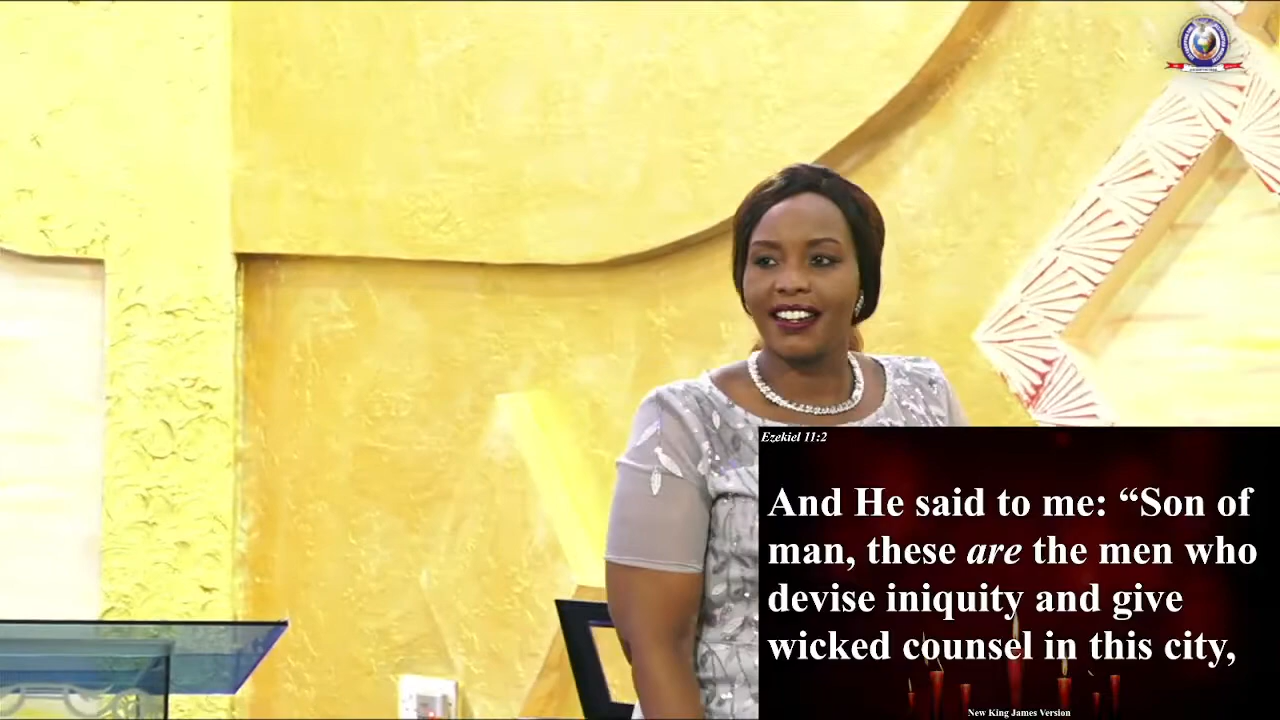 Ezekiel 11:2
And He said to me: “Son of
man, these are the men who
devise iniquity and give
wicked counsel in this city,
New King James Version